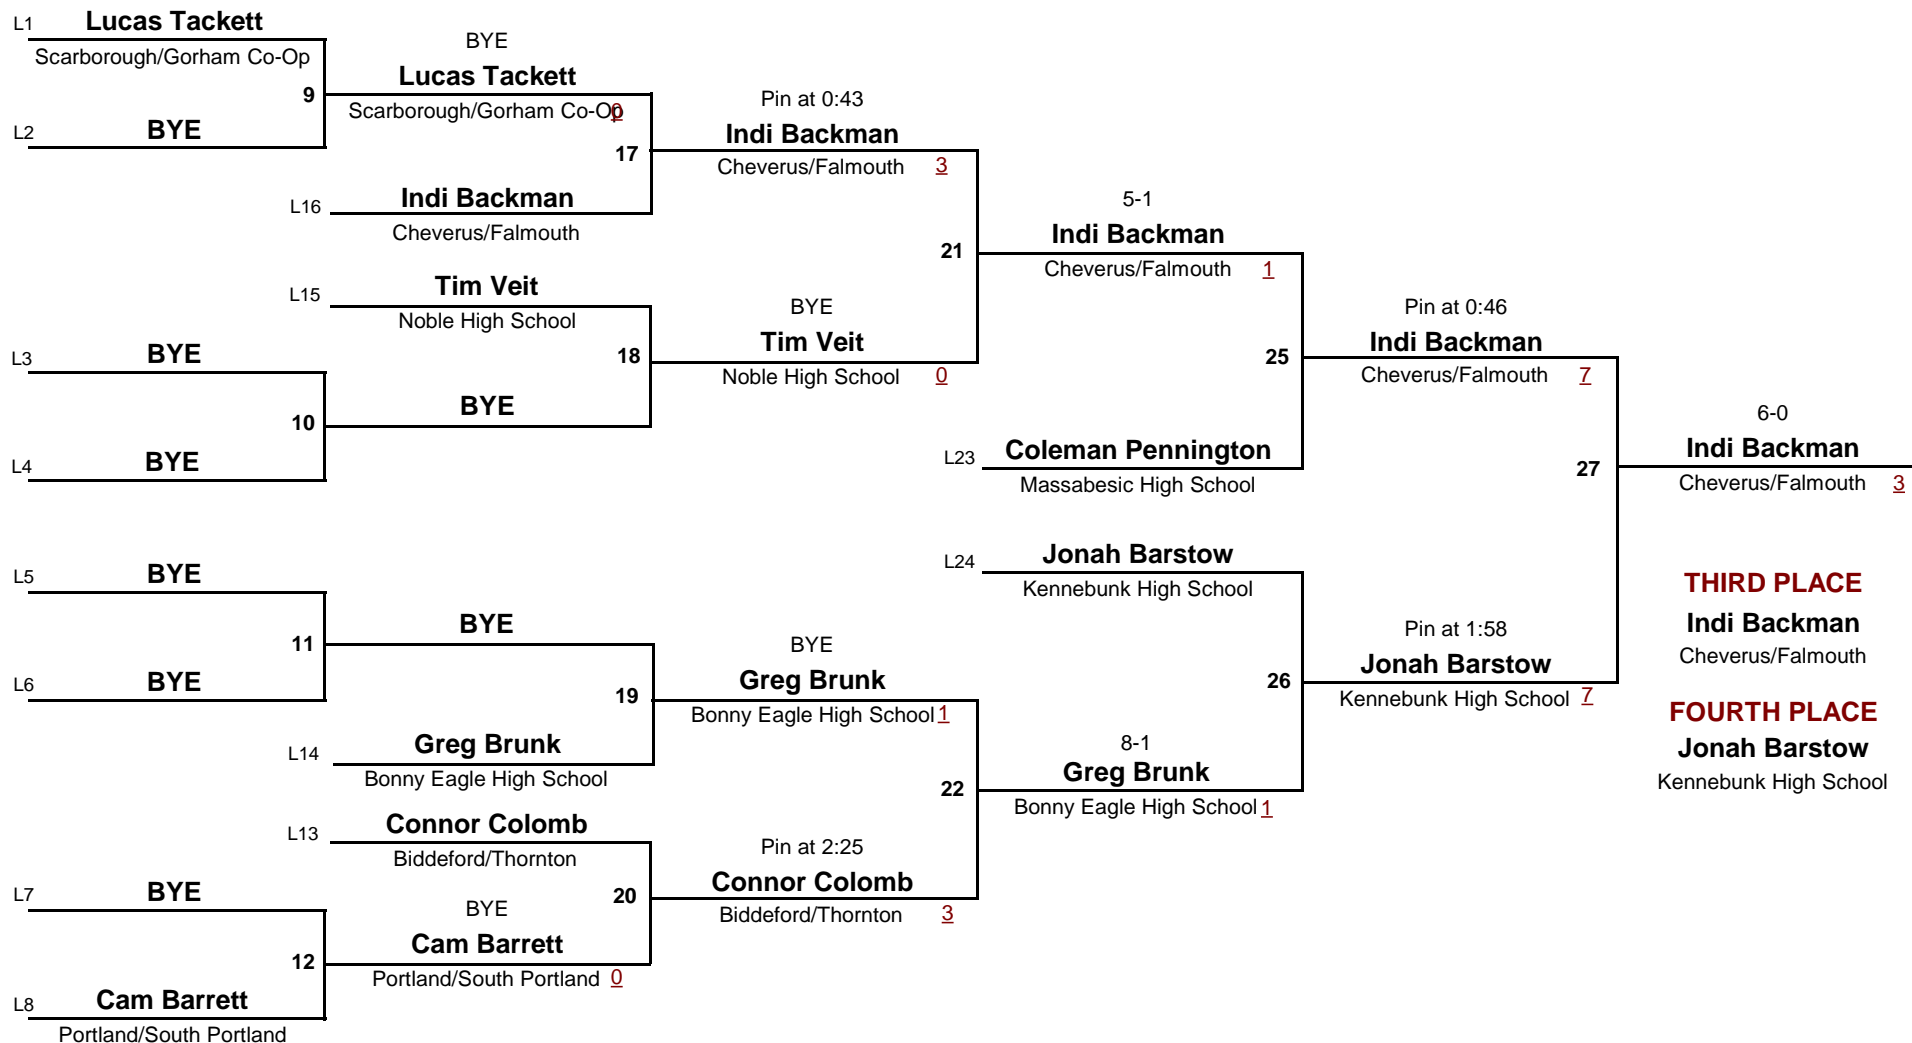 L1 Lucas Tackett
Scarborough/Gorham Co-Op
9
L2 BYE
BYE
Lucas Tackett
Scarborough/Gorham Co-Op 0
17
L16 Indi Backman
Cheverus/Falmouth
Pin at 0:43
Indi Backman
Cheverus/Falmouth 3
21
L15 Tim Veit
Noble High School
18
L3 BYE
10
L4 BYE
BYE
BYE
Tim Veit
Noble High School 0
5-1
Indi Backman
Cheverus/Falmouth 1
25
L23 Coleman Pennington
Massabesic High School
Pin at 0:46
Indi Backman
Cheverus/Falmouth 7
27
6-0
Indi Backman
Cheverus/Falmouth 3
L5 BYE
11
L6 BYE
BYE
19
L14 Greg Brunk
Bonny Eagle High School
BYE
Greg Brunk
Bonny Eagle High School 1
22
L13 Connor Colomb
Biddeford/Thornton
20
L7 BYE
12
L8 Cam Barrett
Portland/South Portland
BYE
Cam Barrett
Portland/South Portland 0
Pin at 2:25
Connor Colomb
Biddeford/Thornton 3
L24 Jonah Barstow
Kennebunk High School
26
8-1
Greg Brunk
Bonny Eagle High School 1
Pin at 1:58
Jonah Barstow
Kennebunk High School 7
THIRD PLACE
Indi Backman
Cheverus/Falmouth
FOURTH PLACE
Jonah Barstow
Kennebunk High School